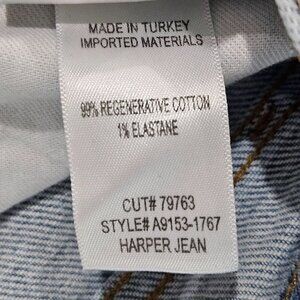 MADE IN TURKEY
IMPORTED MATERIALS
99% REGENERATIVE COTTON
1% ELASTANE
CUT# 79763
STYLE# A9153-1767
HARPER JEAN